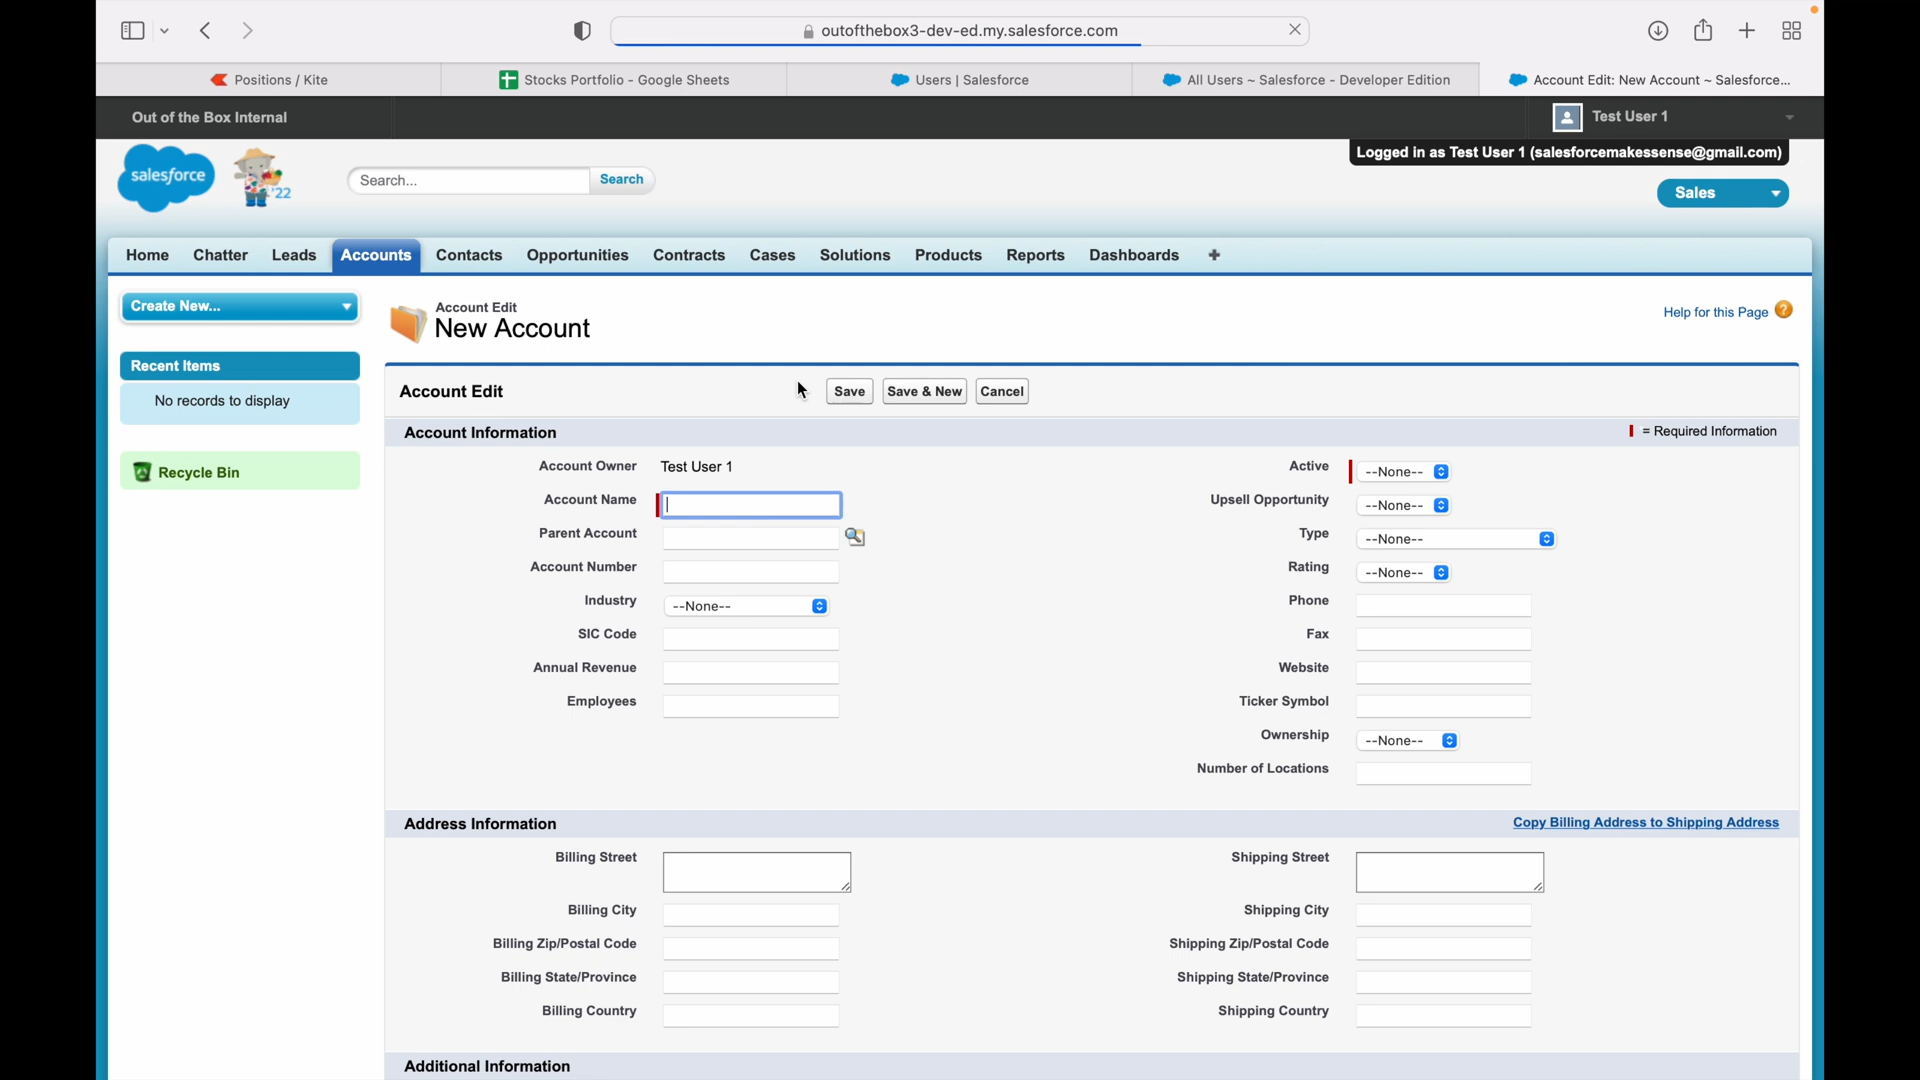 outofthebox3-dev-ed.my.salesforce.com
Positions / Kite
Stocks Portfolio - Google Sheets
Users | Salesforce
All Users ~ Salesforce - Developer Edition
Account Edit: New Account ~ Salesforce...
Out of the Box Internal
Test User 1
Logged in as Test User 1 (salesforcemakessense@gmail.com)
salesforce
'22
Search...
Search
Sales
Home
Chatter
Leads
Accounts
Contacts
Opportunities
Contracts
Cases
Solutions
Products
Reports
Dashboards
+
Create New...
Recent Items
No records to display
Recycle Bin
Account Edit
New Account
Help for this Page
?
Account Edit
Save
Save & New
Cancel
Account Information
= Required Information
Account Owner
Test User 1
Active
--None--
Account Name
Upsell Opportunity
--None--
Parent Account
Type
--None--
Account Number
Rating
--None--
Industry
--None--
Phone
SIC Code
Fax
Annual Revenue
Website
Employees
Ticker Symbol
Ownership
--None--
Number of Locations
Address Information
Copy Billing Address to Shipping Address
Billing Street
Shipping Street
Billing City
Shipping City
Billing Zip/Postal Code
Shipping Zip/Postal Code
Billing State/Province
Shipping State/Province
Billing Country
Shipping Country
Additional Information